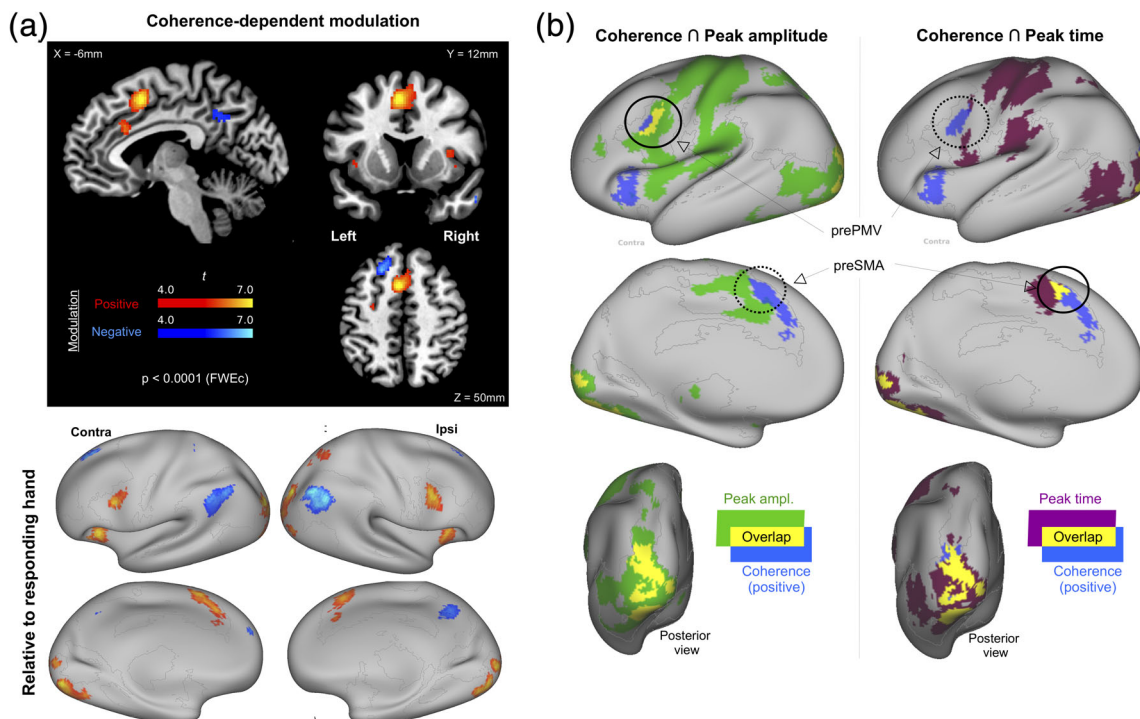 (a)
Coherence-dependent modulation
X = -6mm
Y = 12mm
Left
Right
t
4.0
7.0
Positive
Negative
4.0
7.0
Modulation
p < 0.0001 (FWEc)
Z = 50mm
Contra
:
Ipsi
Relative to responding hand
(b)
Coherence ∩ Peak amplitude
Coherence ∩ Peak time
Contra
prePMV
Contra
preSMA
Peak ampl.
Overlap
Coherence
(positive)
Posterior
view
Peak time
Overlap
Coherence
(positive)
Posterior
view